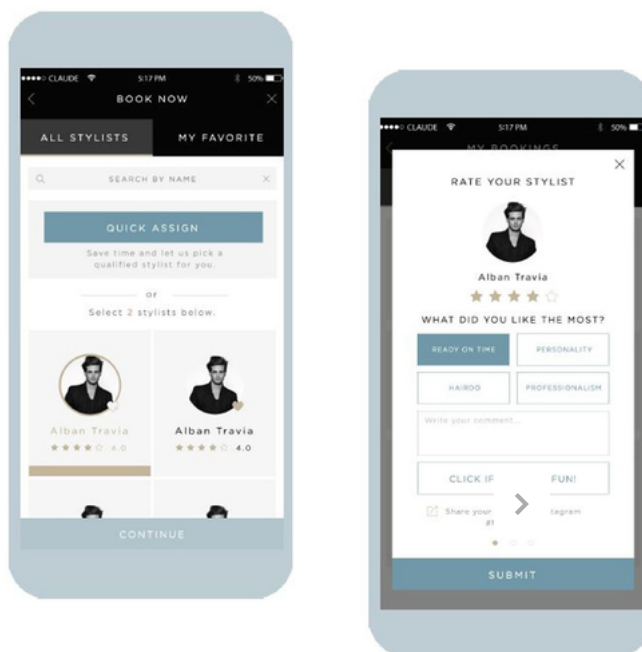 CLAUDE
5:17 PM
50%
BOOK NOW
ALL STYLISTS
MY FAVORITE
SEARCH BY NAME
QUICK ASSIGN
Save time and let us pick a
qualified stylist for you.
or
Select 2 stylists below.
Alban Travia
4.0
Alban Travia
4.0
CONTINUE
CLAUDE
5:17 PM
50%
MY BOOKINGS
RATE YOUR STYLIST
Alban Travia
WHAT DID YOU LIKE THE MOST?
READY ON TIME
PERSONALITY
HAIRDO
PROFESSIONALISM
Write your comment...
CLICK IF FUN!
Share your
SUBMIT